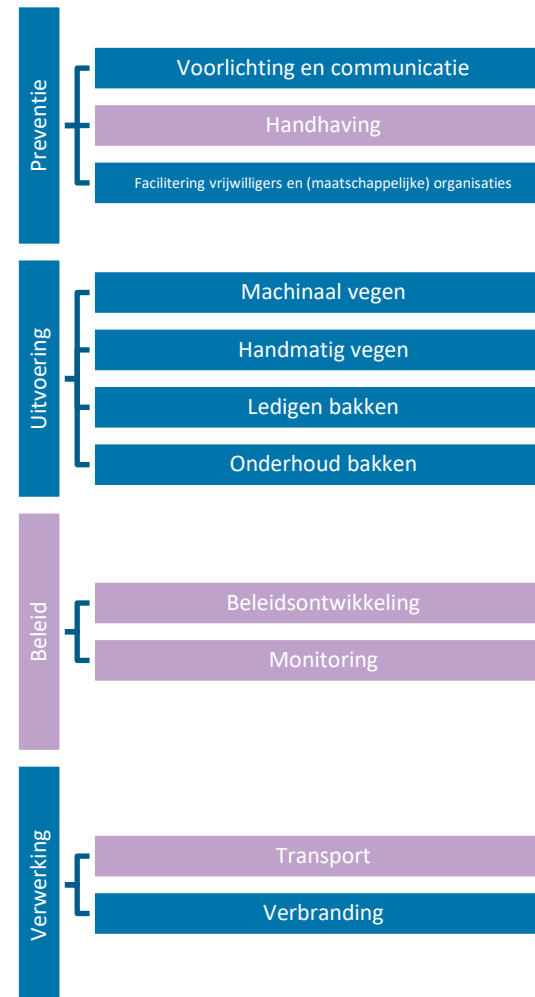 Preventie
Voorlichting en communicatie
Handhaving
Facilitering vrijwilligers en (maatschappelijke) organisaties
Uitvoering
Machinaal vegen
Handmatig vegen
Ledigen bakken
Onderhoud bakken
Beleid
Beleidsontwikkeling
Monitoring
Verwerking
Transport
Verbranding